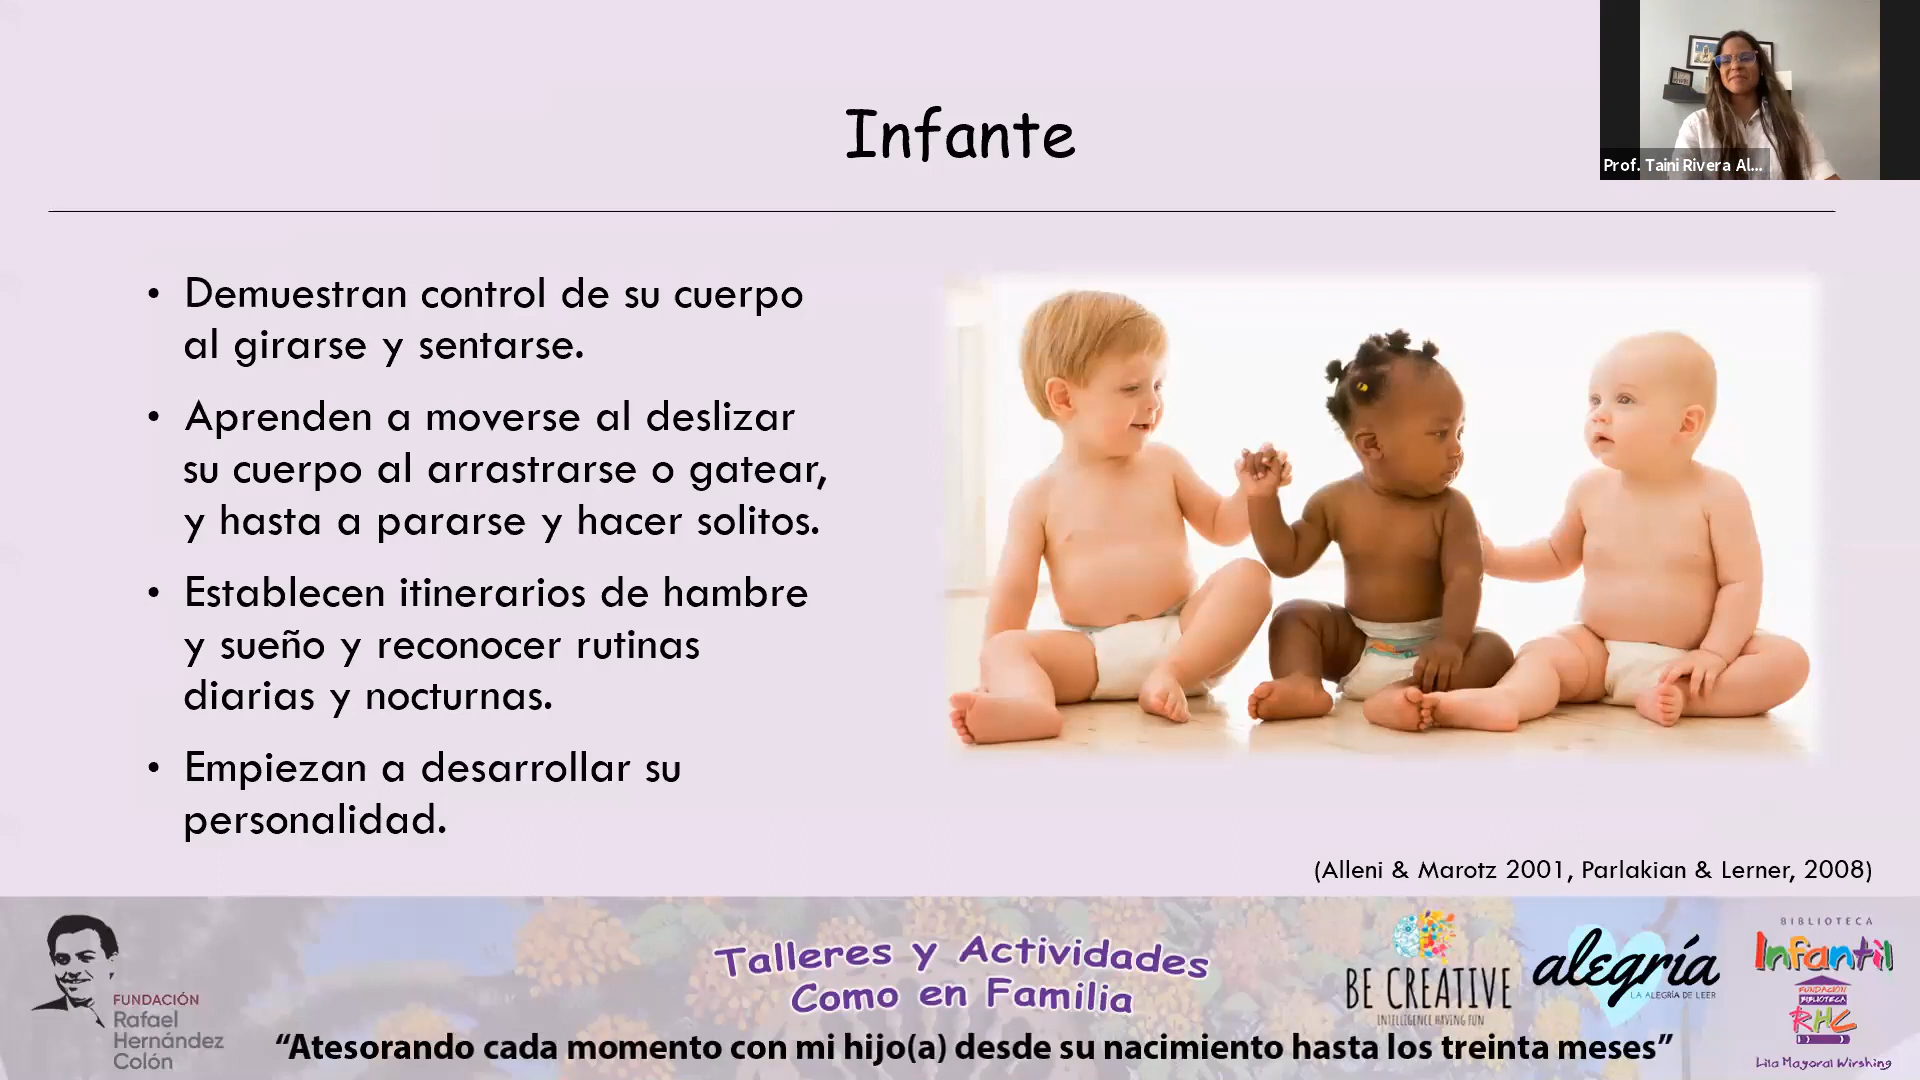 Infante
Prof. Taini Rivera Al...
• Demuestran control de su cuerpo
al girarse y sentarse.
• Aprenden a moverse al deslizar
su cuerpo al arrastrarse o gatear,
y hasta a pararse y hacer solitos.
• Establecen itinerarios de hambre
y sueño y reconocer rutinas
diarias y nocturnas.
• Empiezan a desarrollar su
personalidad.
(Alleni & Marotz 2001, Parlakian & Lerner, 2008)
FUNDACIÓN
Rafael
Hernández
Colón
Talleres y Actividades
Como en Familia
“Atesorando cada momento con mi hijo(a) desde su nacimiento hasta los treinta meses”
BE CREATIVE
INTELLIGENCE HAVING FUN
alegría
LA ALEGRÍA DE LEER
BIBLIOTECA
Infantil
FUNDACIÓN
BIBLIOTECA
RHC
Lila Mayoral Wirshing